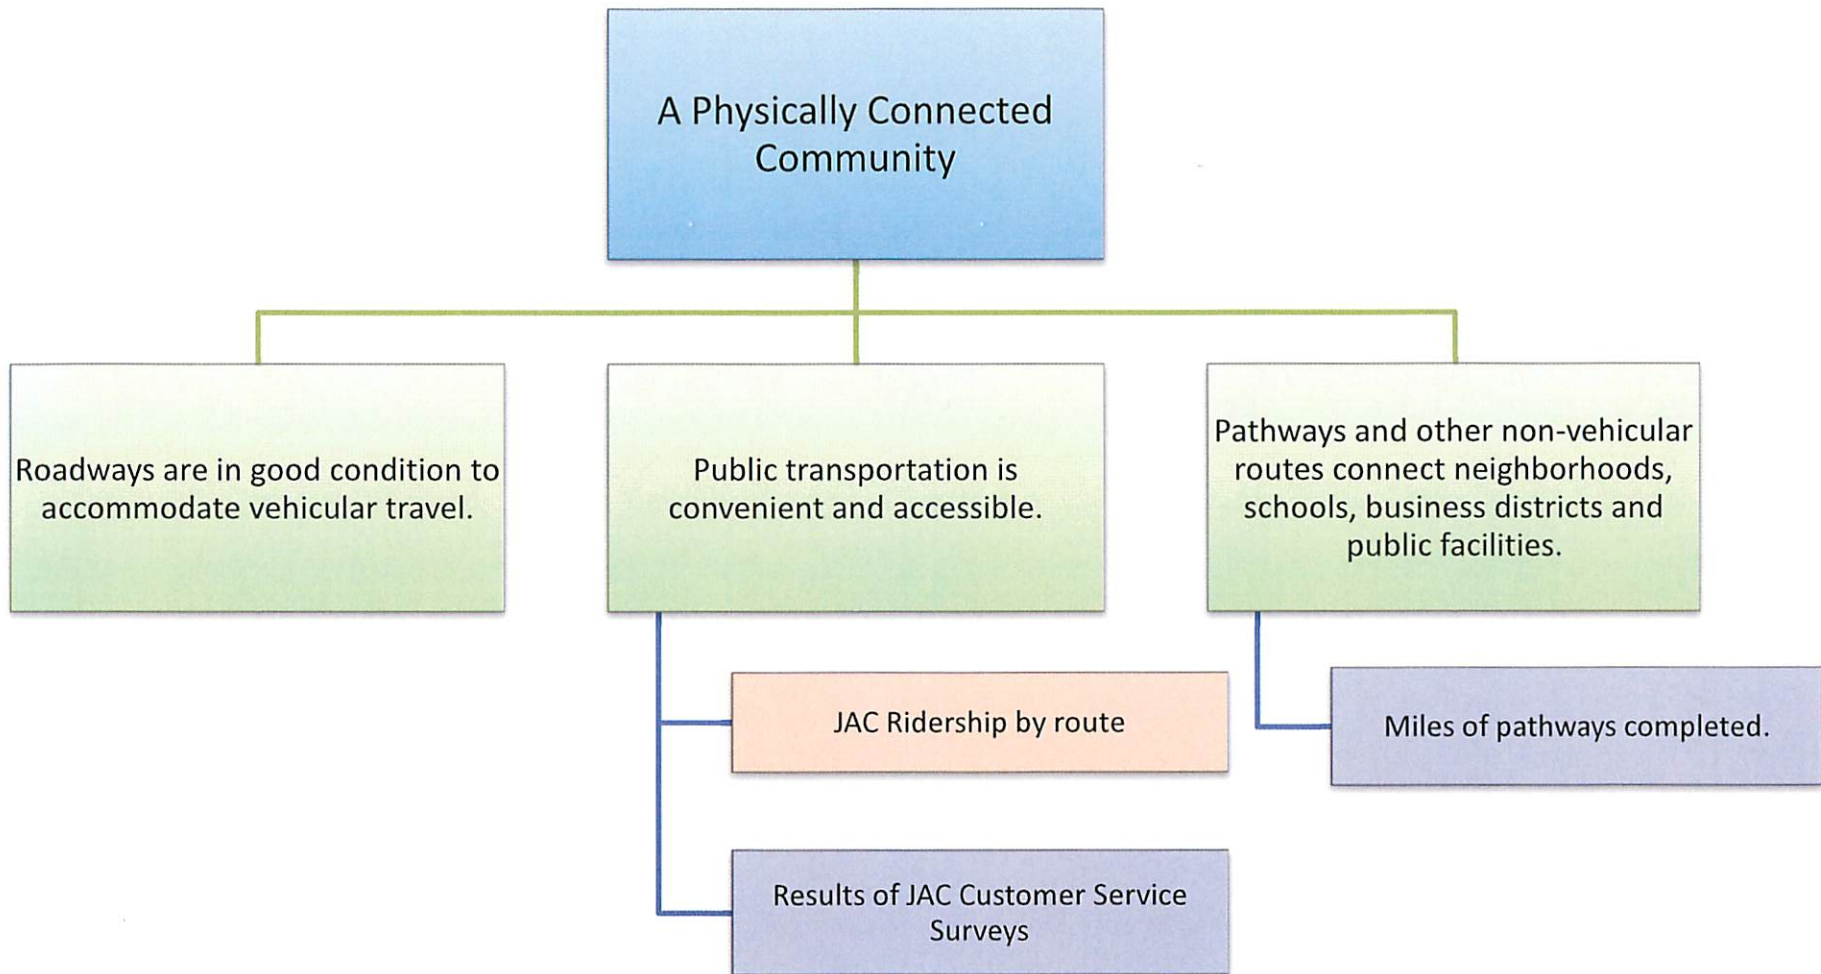 A Physically Connected
Community
Roadways are in good condition to
accommodate vehicular travel.
Public transportation is
convenient and accessible.
Pathways and other non-vehicular
routes connect neighborhoods,
schools, business districts and
public facilities.
JAC Ridership by route
Miles of pathways completed.
Results of JAC Customer Service
Surveys